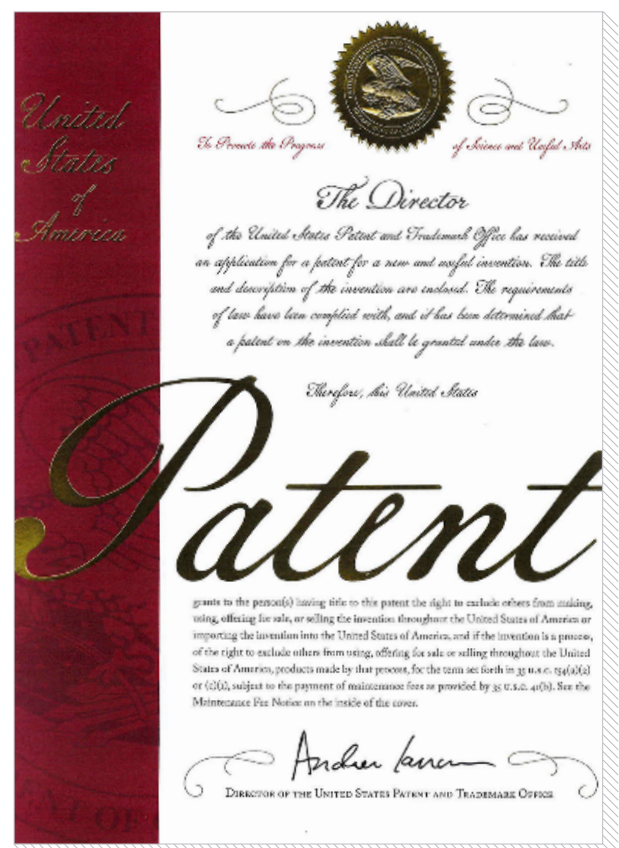 United
States
of
America
To Promote the Progress
of Science and Useful Arts
The Director
of the United States Patent and Trademark Office has received
an application for a patent for a new and useful invention. The title
and description of the invention are enclosed. The requirements
of law have been complied with, and it has been determined that
a patent on the invention shall be granted under the law.
Therefore, this United States
PATENT
Patent
grants to the person(s) having title to this patent the right to exclude others from making,
using, offering for sale, or selling the invention throughout the United States of America or
importing the invention into the United States of America, and if the invention is a process,
of the right to exclude others from using, offering for sale or selling throughout the United
States of America, products made by that process, for the term set forth in 35 U.S.C. 154(a)(2)
or (c)(1), subject to the payment of maintenance fees as provided by 35 U.S.C. 41(b). See the
Maintenance Fee Notice on the inside of the cover.
Andrei Iancu
DIRECTOR OF THE UNITED STATES PATENT AND TRADEMARK OFFICE